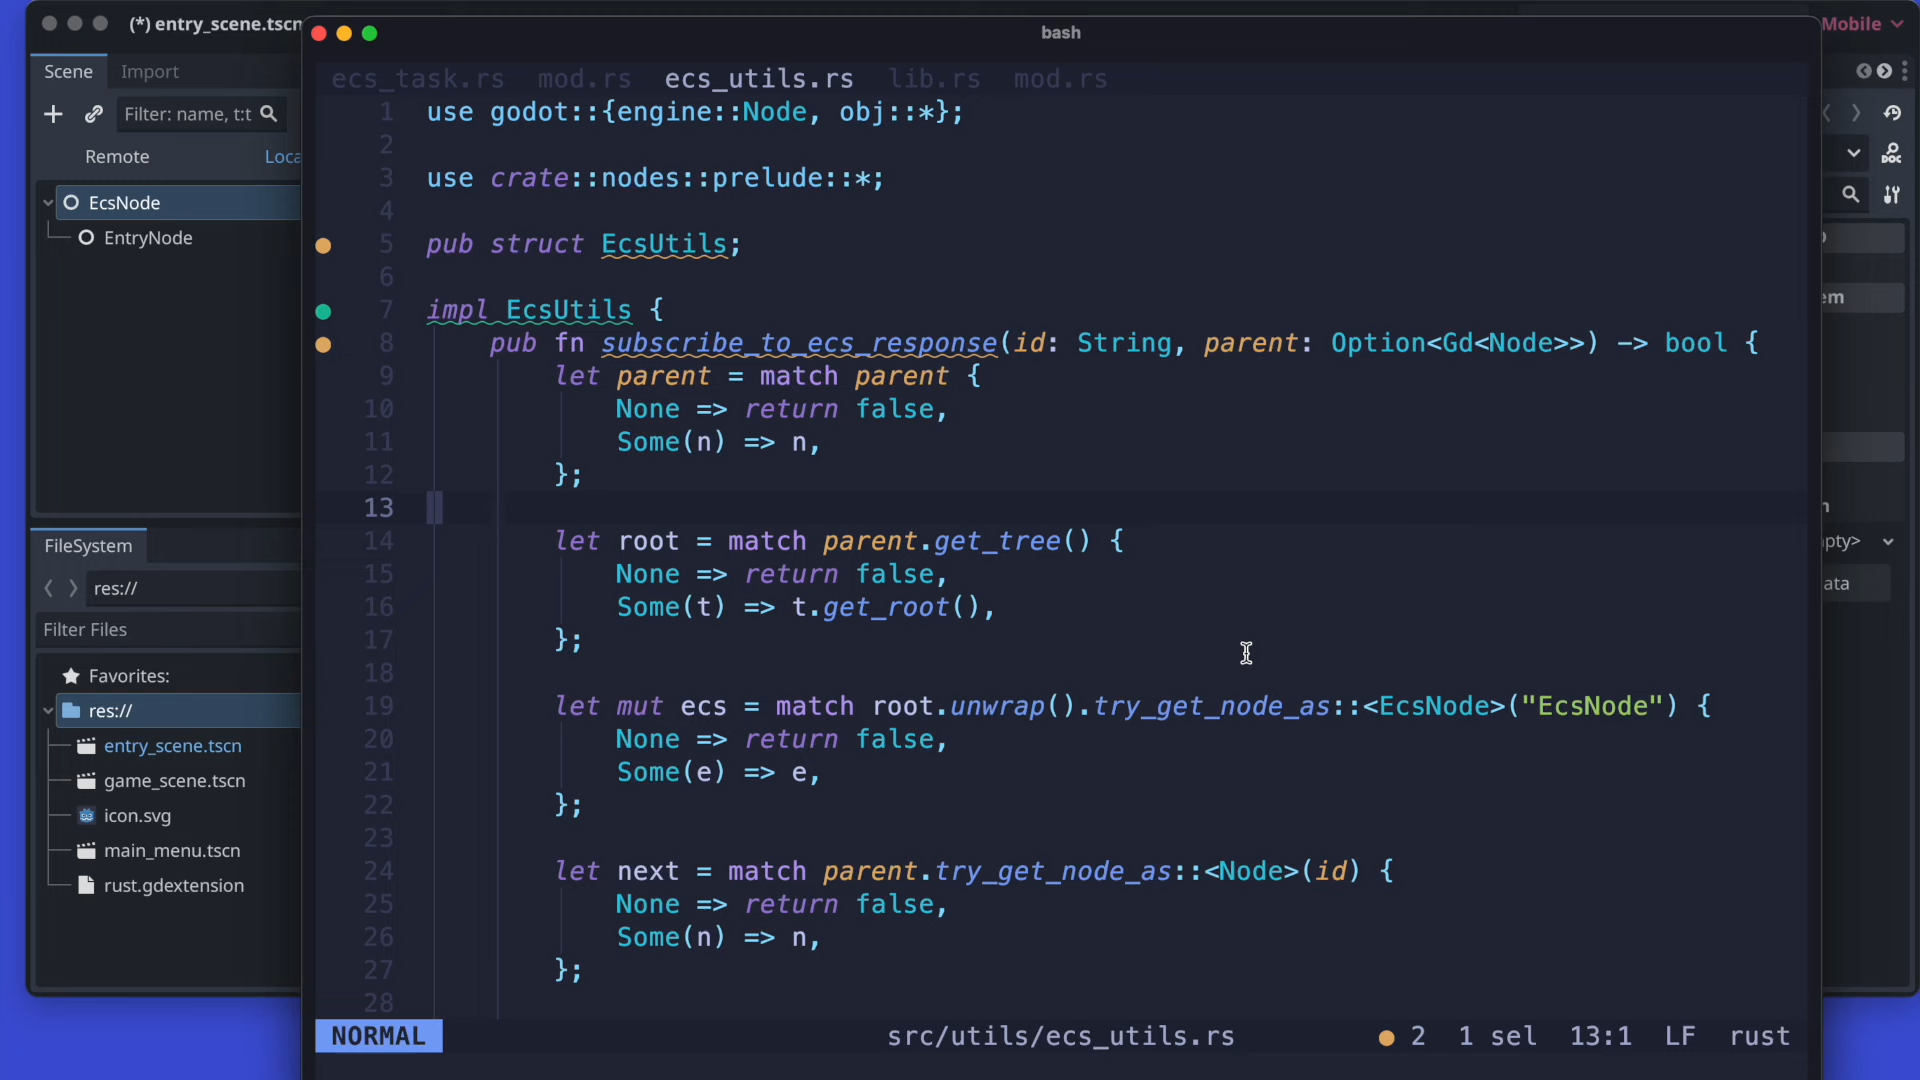 (*) entry_scene.tscn
Mobile
Scene
Import
Filter: name, t:t
Remote
Loca
EcsNode
EntryNode
FileSystem
res://
Filter Files
Favorites:
res://
entry_scene.tscn
game_scene.tscn
icon.svg
main_menu.tscn
rust.gdextension
bash
ecs_task.rs mod.rs ecs_utils.rs lib.rs mod.rs
1 use godot::{engine::Node, obj::*};
2
3 use crate::nodes::prelude::*;
4
5 pub struct EcsUtils;
6
7 impl EcsUtils {
8 pub fn subscribe_to_ecs_response(id: String, parent: Option<Gd<Node>>) -> bool {
9 let parent = match parent {
10 None => return false,
11 Some(n) => n,
12 };
13
14 let root = match parent.get_tree() {
15 None => return false,
16 Some(t) => t.get_root(),
17 };
18
19 let mut ecs = match root.unwrap().try_get_node_as::<EcsNode>("EcsNode") {
20 None => return false,
21 Some(e) => e,
22 };
23
24 let next = match parent.try_get_node_as::<Node>(id) {
25 None => return false,
26 Some(n) => n,
27 };
28
NORMAL src/utils/ecs_utils.rs 2 1 sel 13:1 LF rust
DOC
em
n
pty>
ata